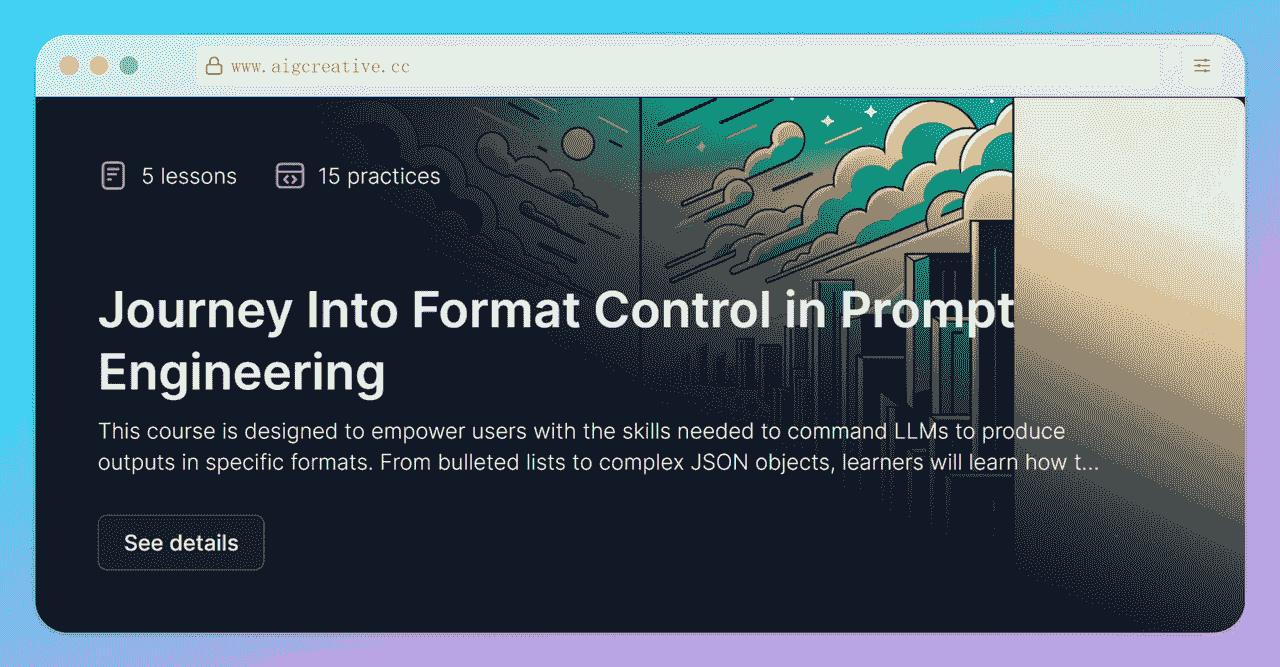 www.aigcreative.cc
5 lessons 15 practices
Journey Into Format Control in Prompt
Engineering
This course is designed to empower users with the skills needed to command LLMs to produce
outputs in specific formats. From bulleted lists to complex JSON objects, learners will learn how t...
See details